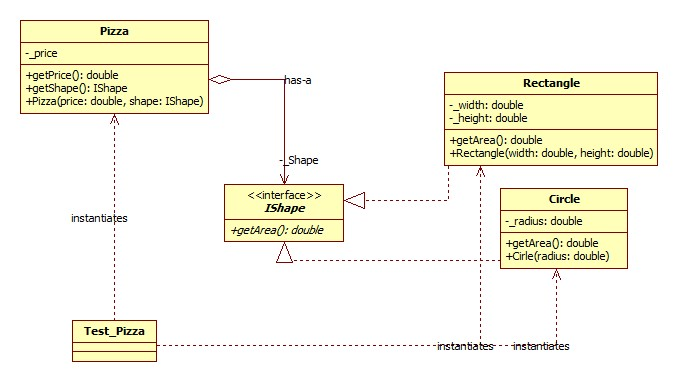 Pizza
-_price
+getPrice(): double
+getShape(): IShape
+Pizza(price: double, shape: IShape)
has-a
-_Shape
Rectangle
-_width: double
-_height: double
+getArea(): double
+Rectangle(width: double, height: double)
<<interface>>
IShape
+getArea(): double
Circle
-_radius: double
+getArea(): double
+Cirle(radius: double)
instantiates
Test_Pizza
instantiates
instantiates